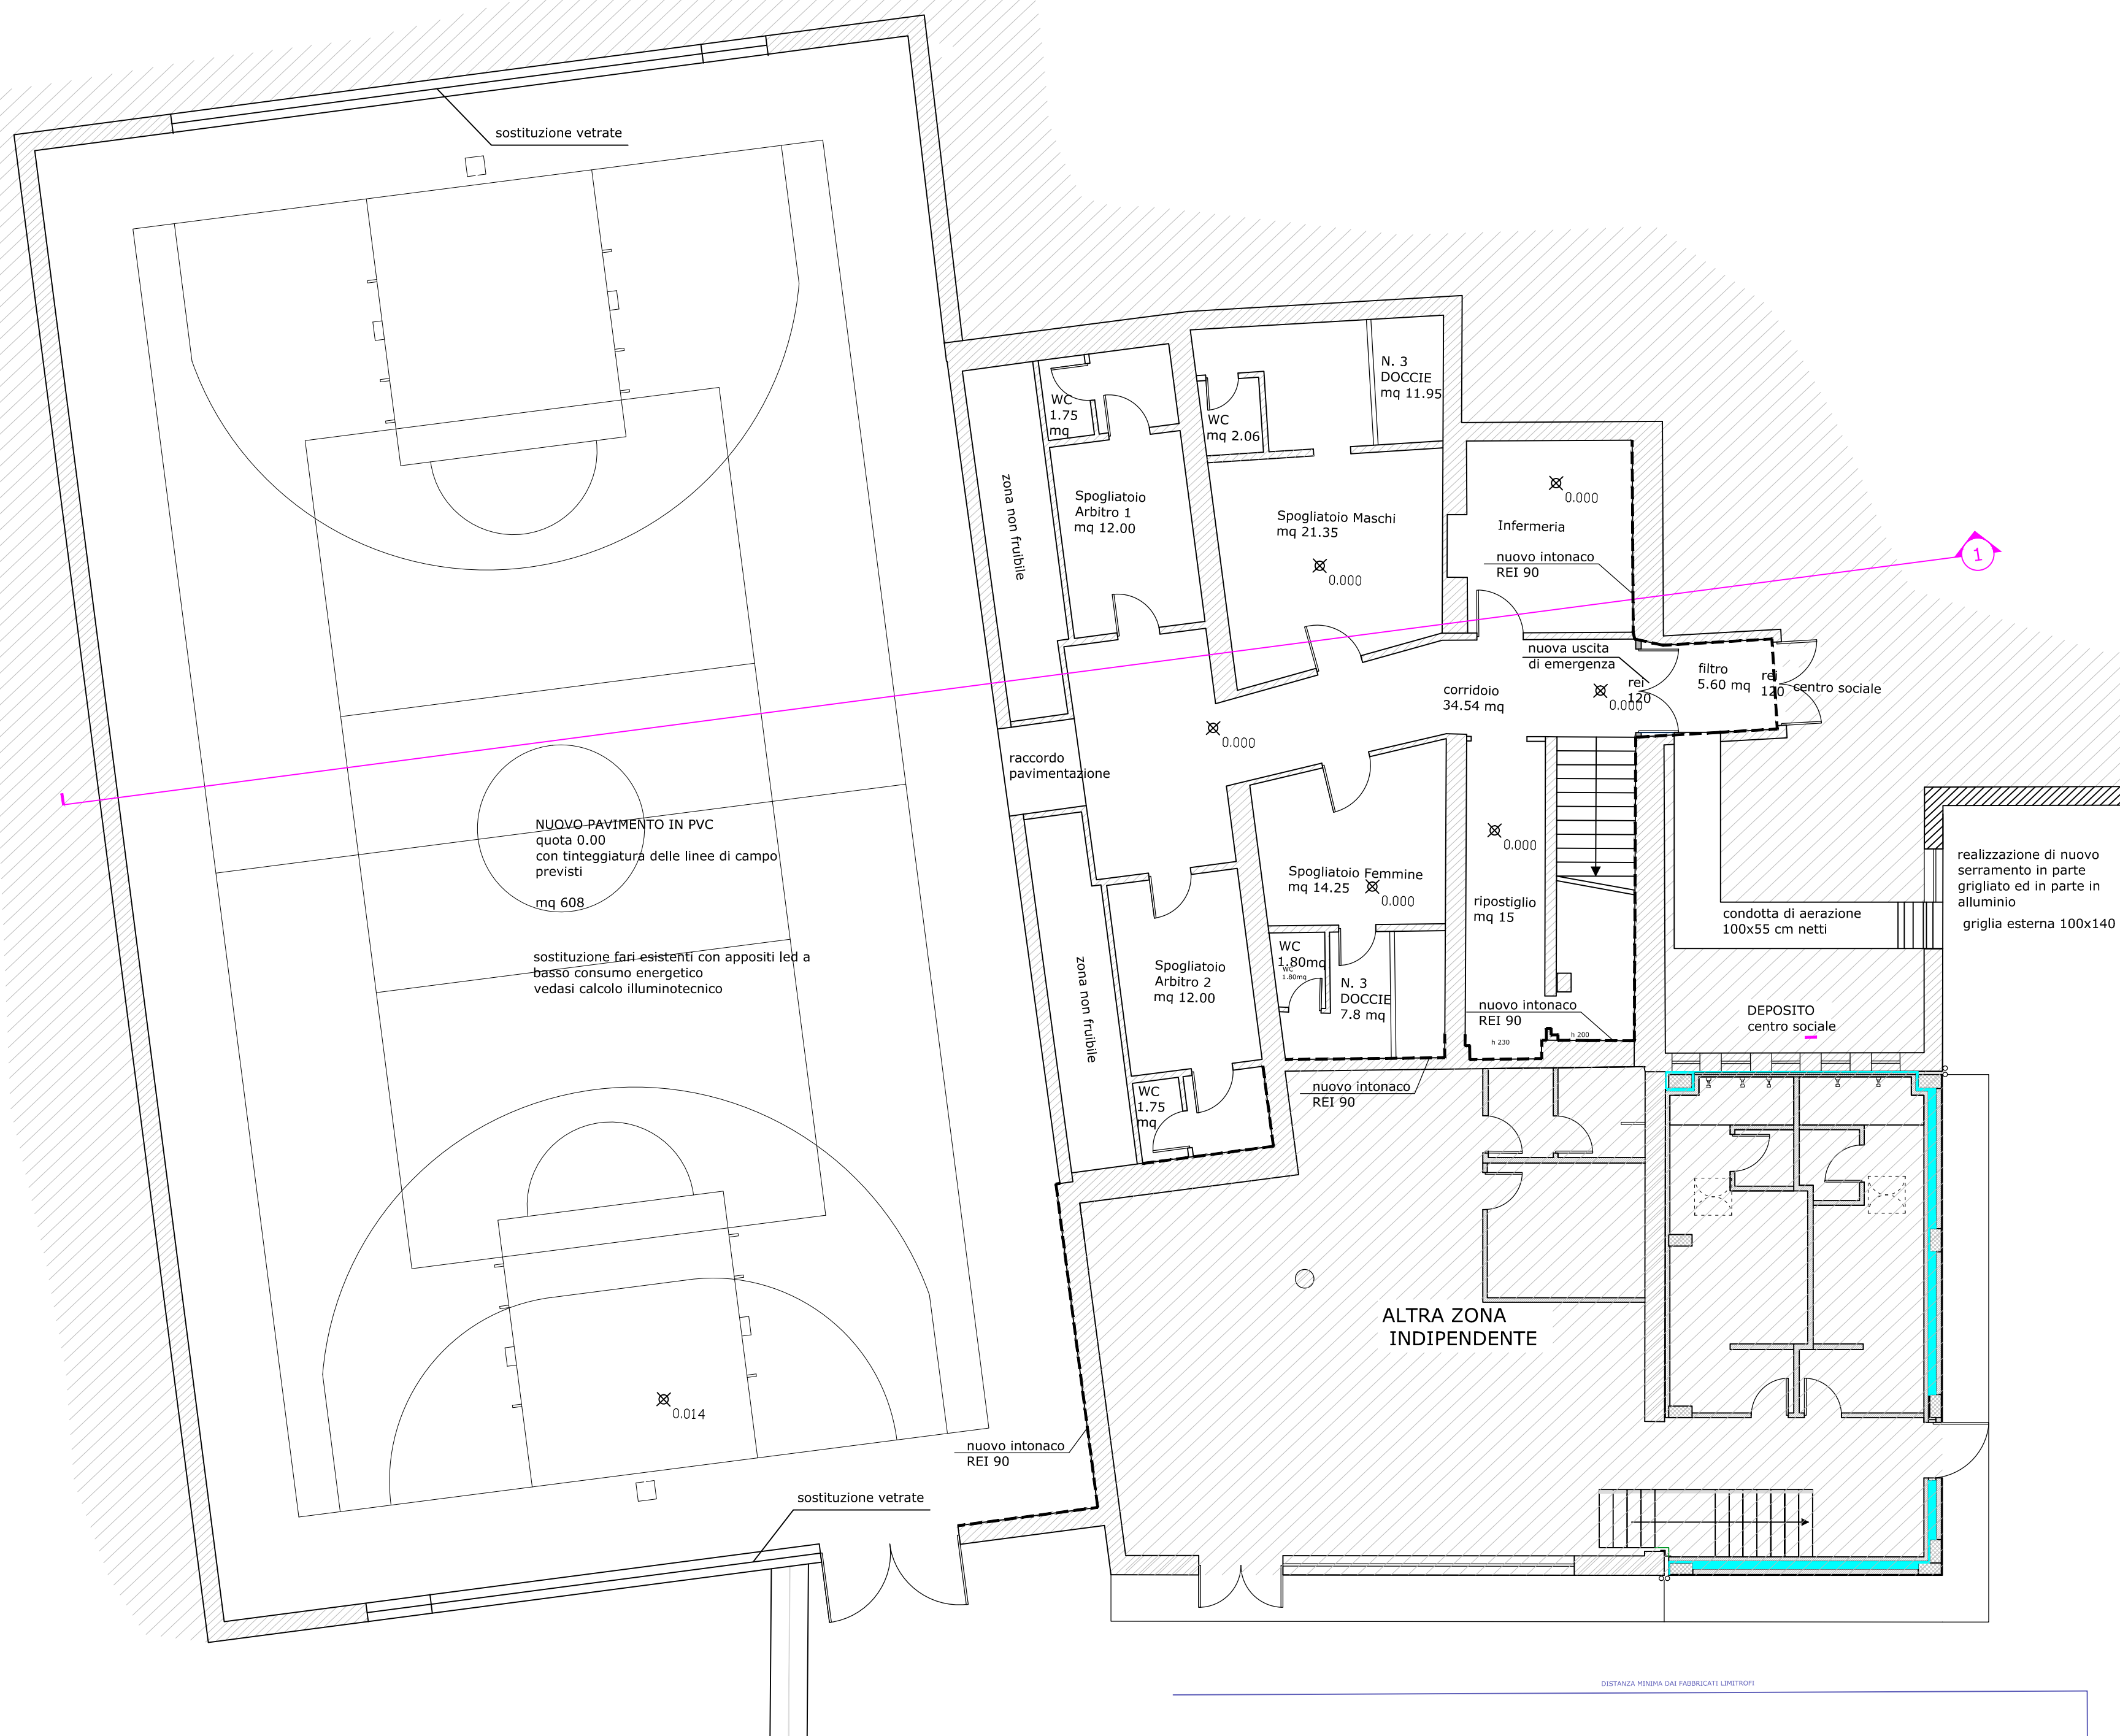 sostituzione vetrate
N. 3
DOCCIE
mq 11.95
WC
1.75
mq
WC
mq 2.06
zona non fruibile
Spogliatoio
Arbitro 1
mq 12.00
Spogliatoio Maschi
mq 21.35
0.000
0.000
Infermeria
nuovo intonaco
REI 90
1
nuova uscita
di emergenza
rei
120
0.000
filtro
5.60 mq
rei
120
centro sociale
corridoio
34.54 mq
0.000
raccordo
pavimentazione
NUOVO PAVIMENTO IN PVC
quota 0.00
con tinteggiatura delle linee di campo
previsti
mq 608
sostituzione fari esistenti con appositi led a
basso consumo energetico
vedasi calcolo illuminotecnico
0.000
Spogliatoio Femmine
mq 14.25
0.000
ripostiglio
mq 15
realizzazione di nuovo
serramento in parte
grigliato ed in parte in
alluminio
griglia esterna 100x140
condotta di aerazione
100x55 cm netti
zona non fruibile
Spogliatoio
Arbitro 2
mq 12.00
WC
1.80mq
WC
1.80mq
N. 3
DOCCIE
7.8 mq
nuovo intonaco
REI 90
h 200
h 230
DEPOSITO
centro sociale
WC
1.75
mq
nuovo intonaco
REI 90
ALTRA ZONA
INDIPENDENTE
0.014
nuovo intonaco
REI 90
sostituzione vetrate
DISTANZA MINIMA DAI FABBRICATI LIMITROFI